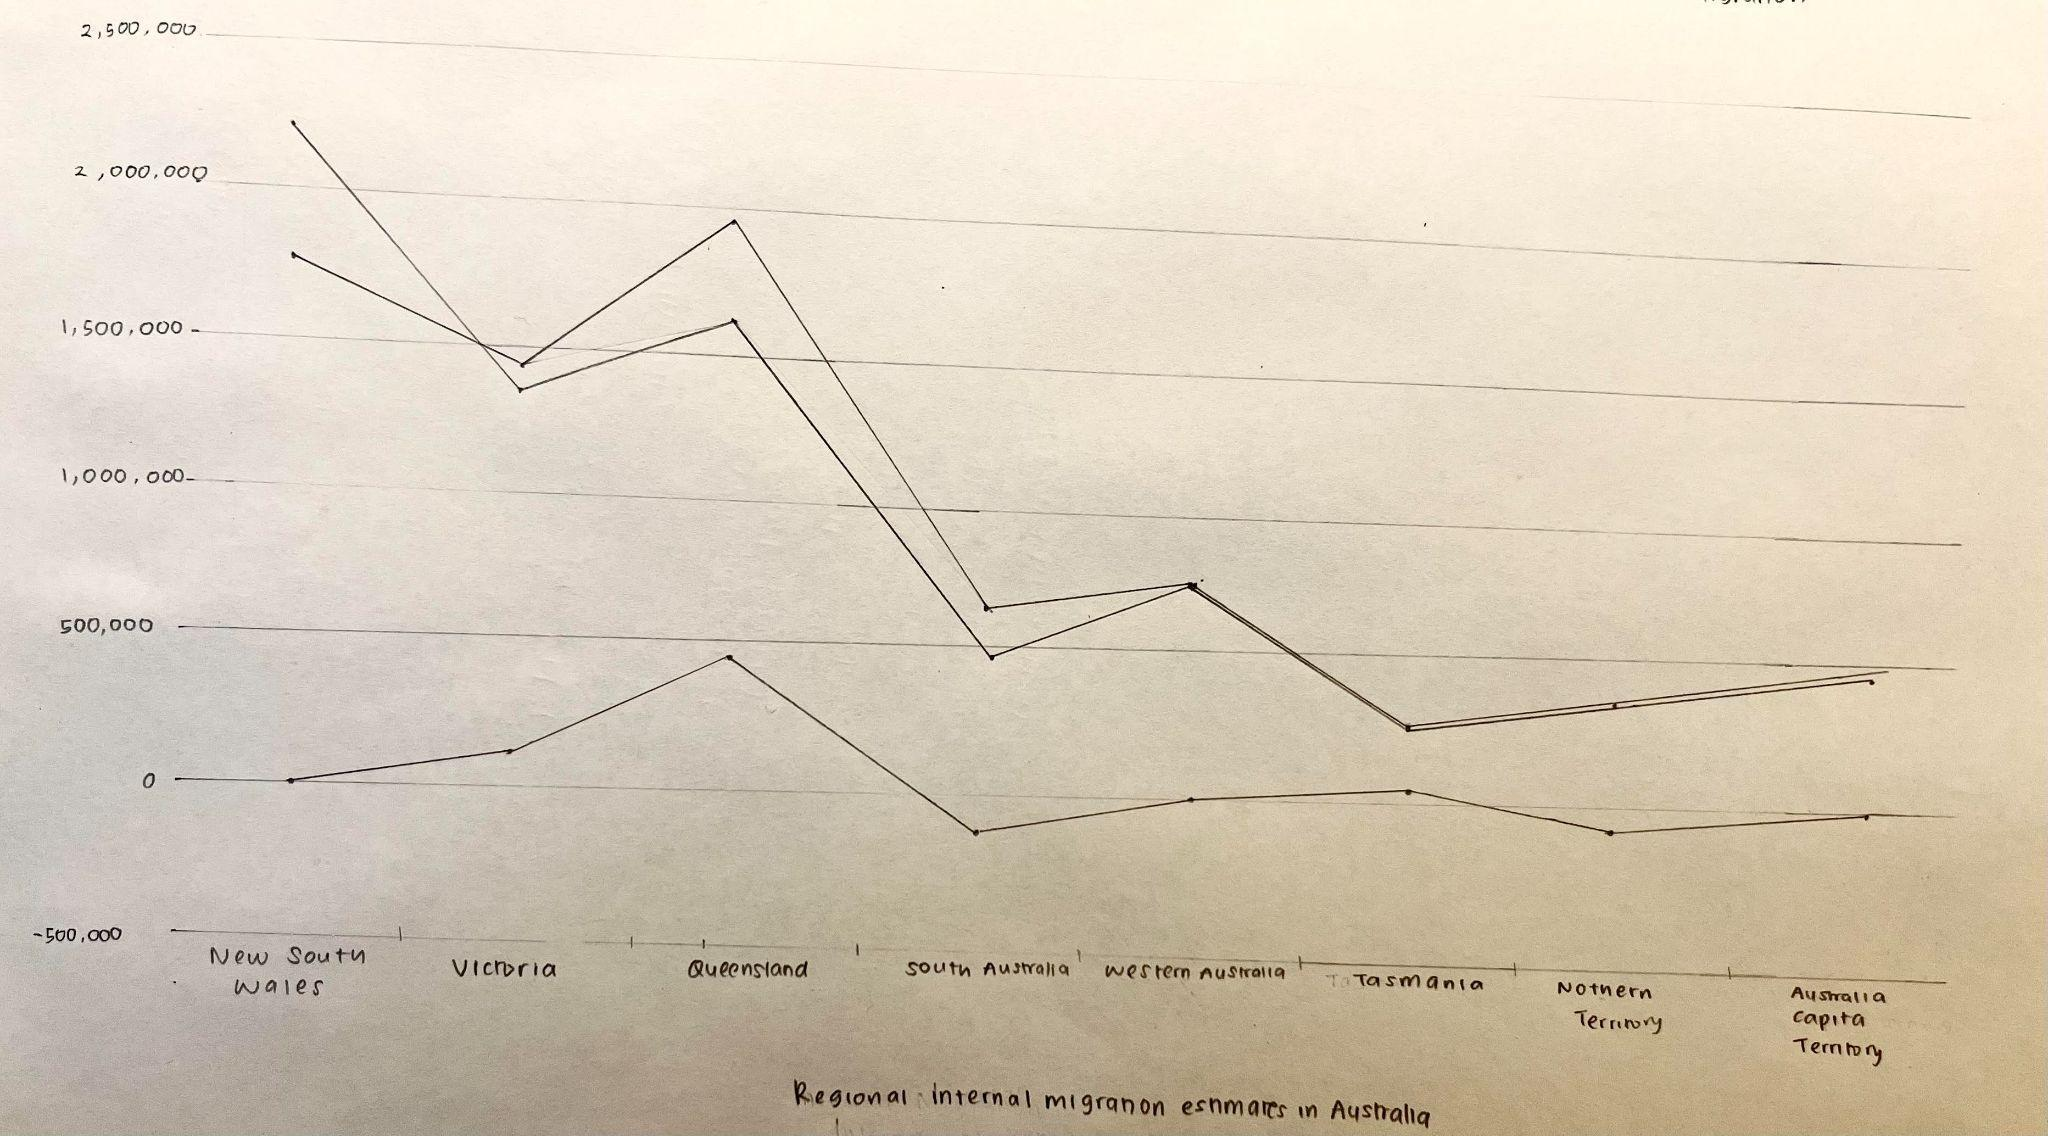 2,500,000
2,000,000
1,500,000
1,000,000
500,000
0
-500,000
New South
Wales
Victoria
Queensland
South Australia
Western Australia
Tasmania
Nothern
Territory
Australia
Capita
Territory
Regional internal migration estimates in Australia